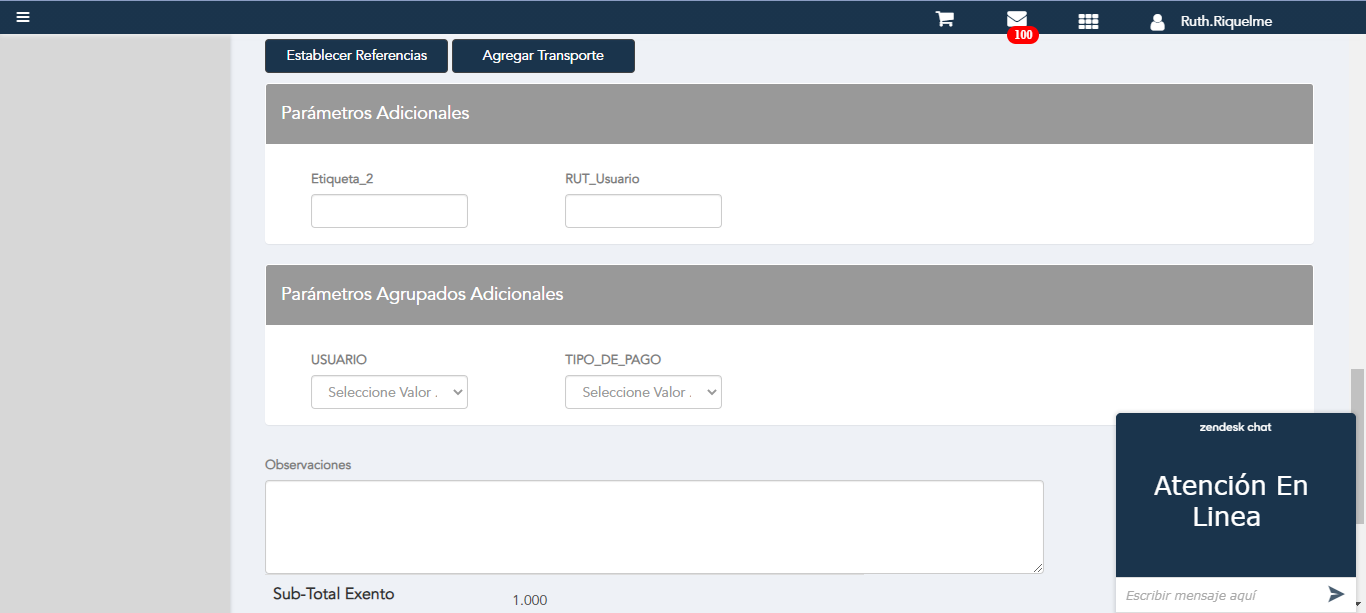 100
Ruth.Riquelme
Establecer Referencias
Agregar Transporte
Parámetros Adicionales
Etiqueta_2
RUT_Usuario
Parámetros Agrupados Adicionales
USUARIO
TIPO_DE_PAGO
Seleccione Valor .
Seleccione Valor .
Observaciones
Sub-Total Exento
1.000
zendesk chat
Atención En
Linea
Escribir mensaje aquí